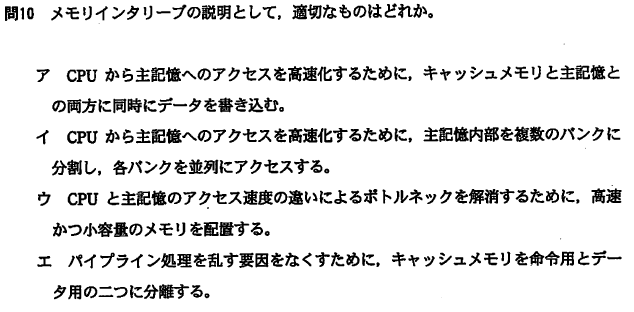 問10 メモリインタリーブの説明として，適切なものはどれか。
ア CPU から主記憶へのアクセスを高速化するために，キャッシュメモリと主記憶と
の両方に同時にデータを書き込む。
イ CPU から主記憶へのアクセスを高速化するために，主記憶内部を複数のバンクに
分割し，各バンクを並列にアクセスする。
ウ CPU と主記憶のアクセス速度の違いによるボトルネックを解消するために，高速
かつ小容量のメモリを配置する。
エ パイプライン処理を乱す要因をなくすために，キャッシュメモリを命令用とデー
タ用の二つに分離する。